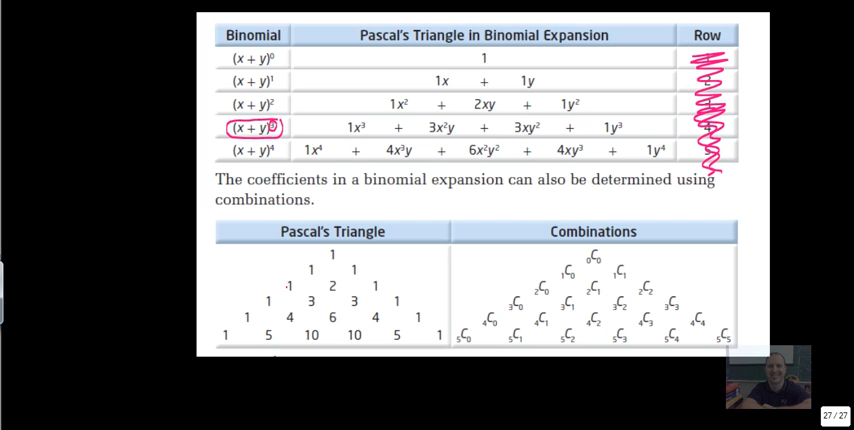 Binomial Pascal's Triangle in Binomial Expansion Row
(x + y)⁰ 1
(x + y)¹ 1x + 1y
(x + y)² 1x² + 2xy + 1y²
(x + y)³ 1x³ + 3x²y + 3xy² + 1y³ 4
(x + y)⁴ 1x⁴ + 4x³y + 6x²y² + 4xy³ + 1y⁴
The coefficients in a binomial expansion can also be determined using
combinations.
Pascal's Triangle Combinations
1 ₀C₀
1 1 ₁C₀ ₁C₁
1 2 1 ₂C₀ ₂C₁ ₂C₂
1 3 3 1 ₃C₀ ₃C₁ ₃C₂ ₃C₃
1 4 6 4 1 ₄C₀ ₄C₁ ₄C₂ ₄C₃ ₄C₄
1 5 10 10 5 1 ₅C₀ ₅C₁ ₅C₂ ₅C₃ ₅C₄ ₅C₅
27 / 27